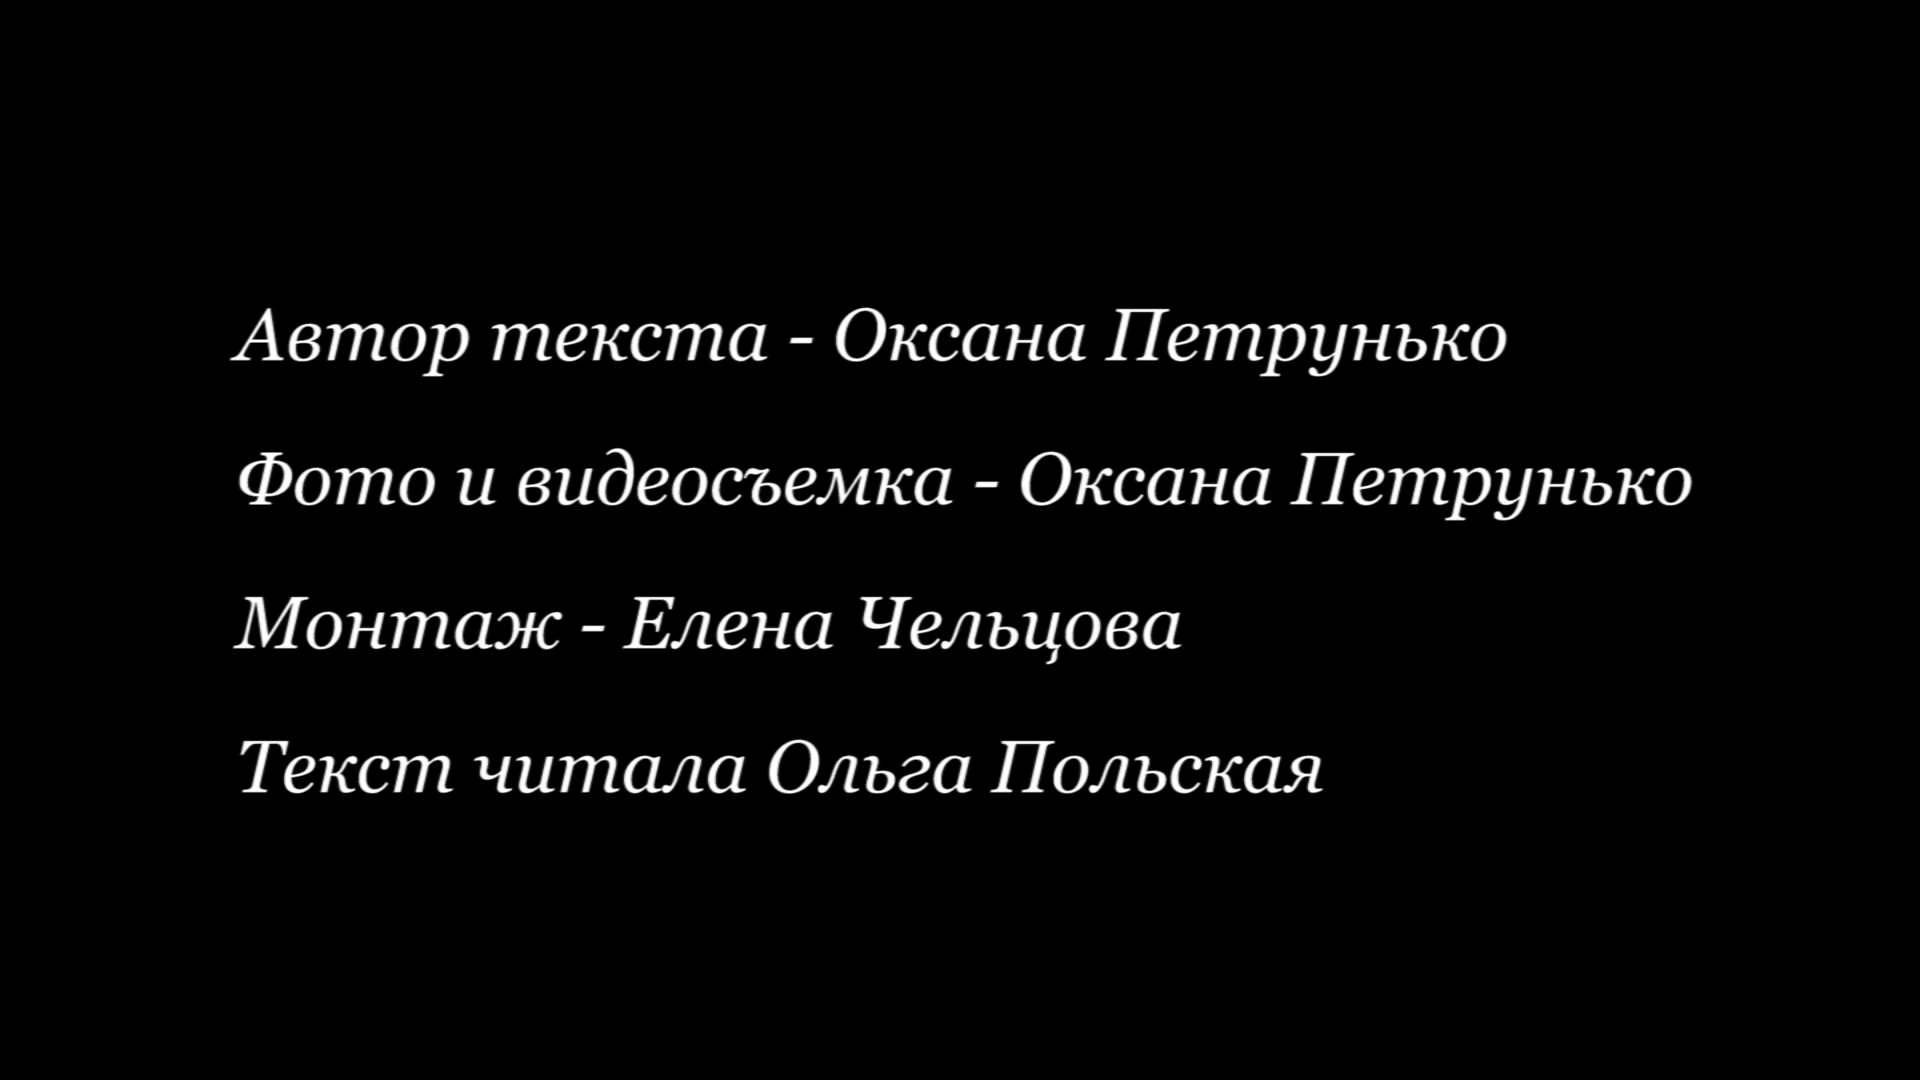 Автор текста - Оксана Петрунько
Фото и видеосъемка - Оксана Петрунько
Монтаж - Елена Чельцова
Текст читала Ольга Польская